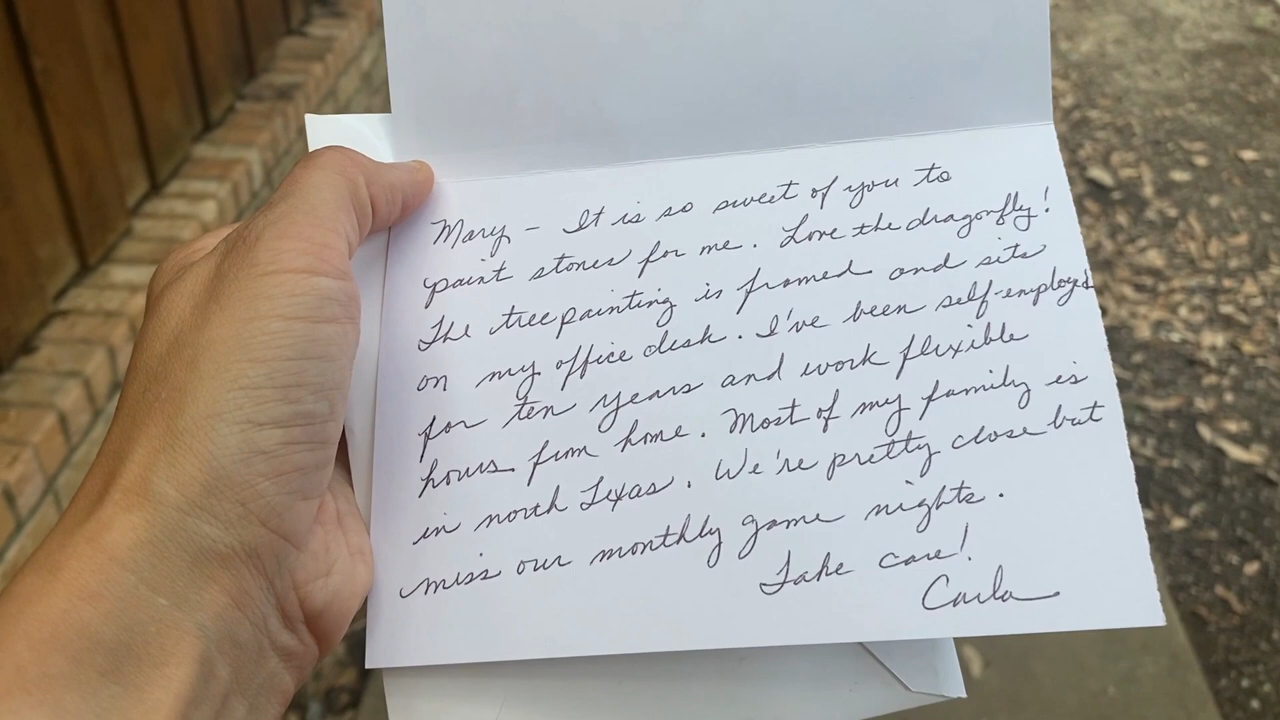 Mary - It is so sweet of you to
paint stones for me. Love the dragonfly!
The tree painting is framed and sits
on my office desk. I've been self-employed
for ten years and work flexible
hours from home. Most of my family is
in north Texas. We're pretty close but
miss our monthly game nights.
Take care!
Carla